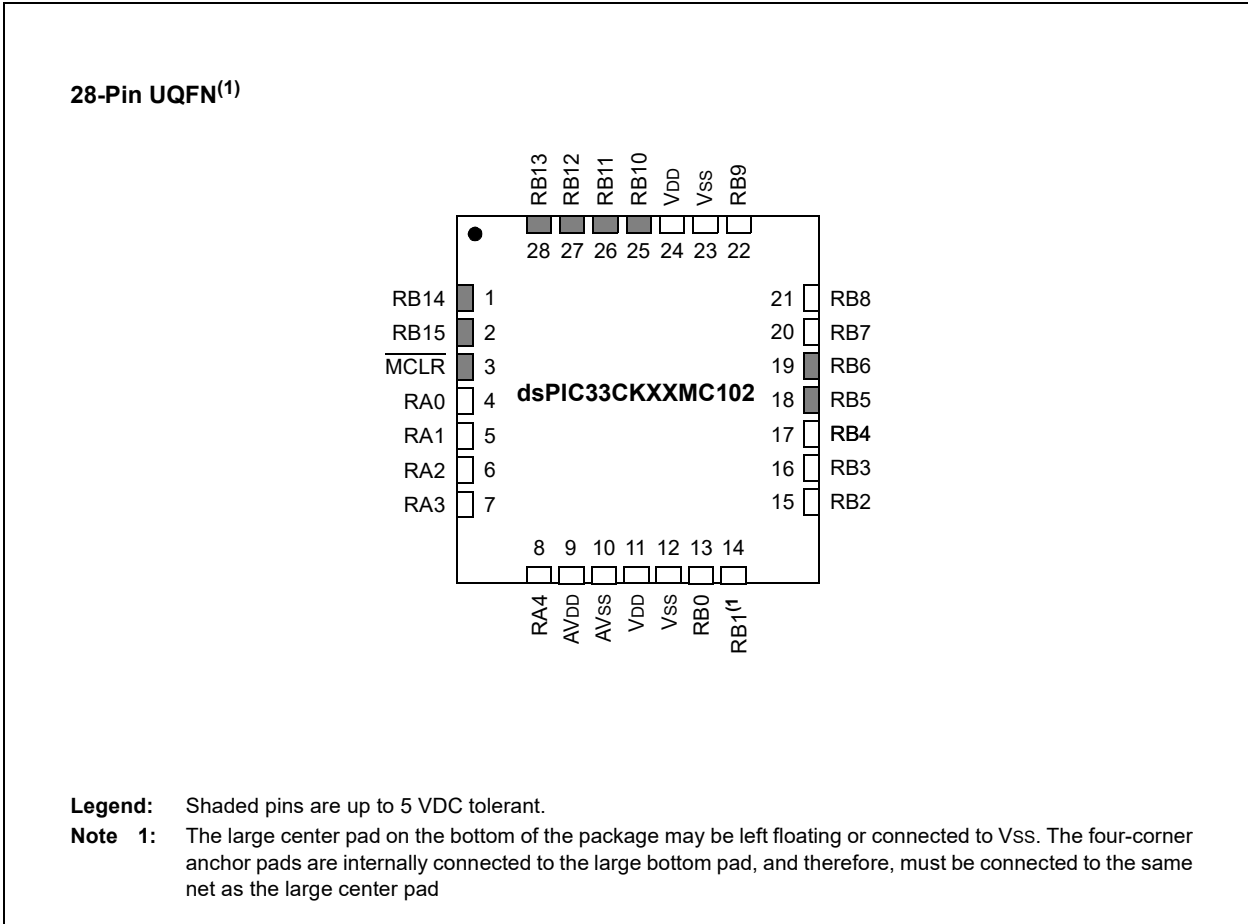 28-Pin UQFN(1)
RB13 RB12 RB11 RB10 VDD VSS RB9
28 27 26 25 24 23 22
RB14 1 21 RB8
RB15 2 20 RB7
MCLR 3 19 RB6
RA0 4 dsPIC33CKXXMC102 18 RB5
RA1 5 17 RB4
RA2 6 16 RB3
RA3 7 15 RB2
8 9 10 11 12 13 14
RA4 AVDD AVSS VDD VSS RB0 RB1(1
Legend: Shaded pins are up to 5 VDC tolerant.
Note 1: The large center pad on the bottom of the package may be left floating or connected to VSS. The four-corner
anchor pads are internally connected to the large bottom pad, and therefore, must be connected to the same
net as the large center pad